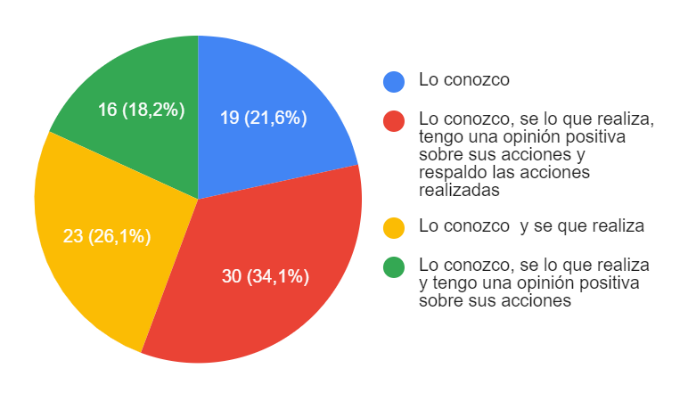 16 (18,2%)
19 (21,6%)
23 (26,1%)
30 (34,1%)
Lo conozco
Lo conozco, se lo que realiza,
tengo una opinión positiva
sobre sus acciones y
respaldo las acciones
realizadas
Lo conozco  y se que realiza
Lo conozco, se lo que realiza
y tengo una opinión positiva
sobre sus acciones